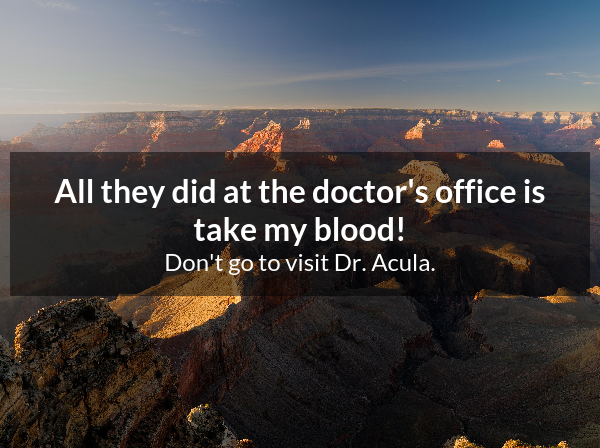 All they did at the doctor's office is
take my blood!
Don't go to visit Dr. Acula.